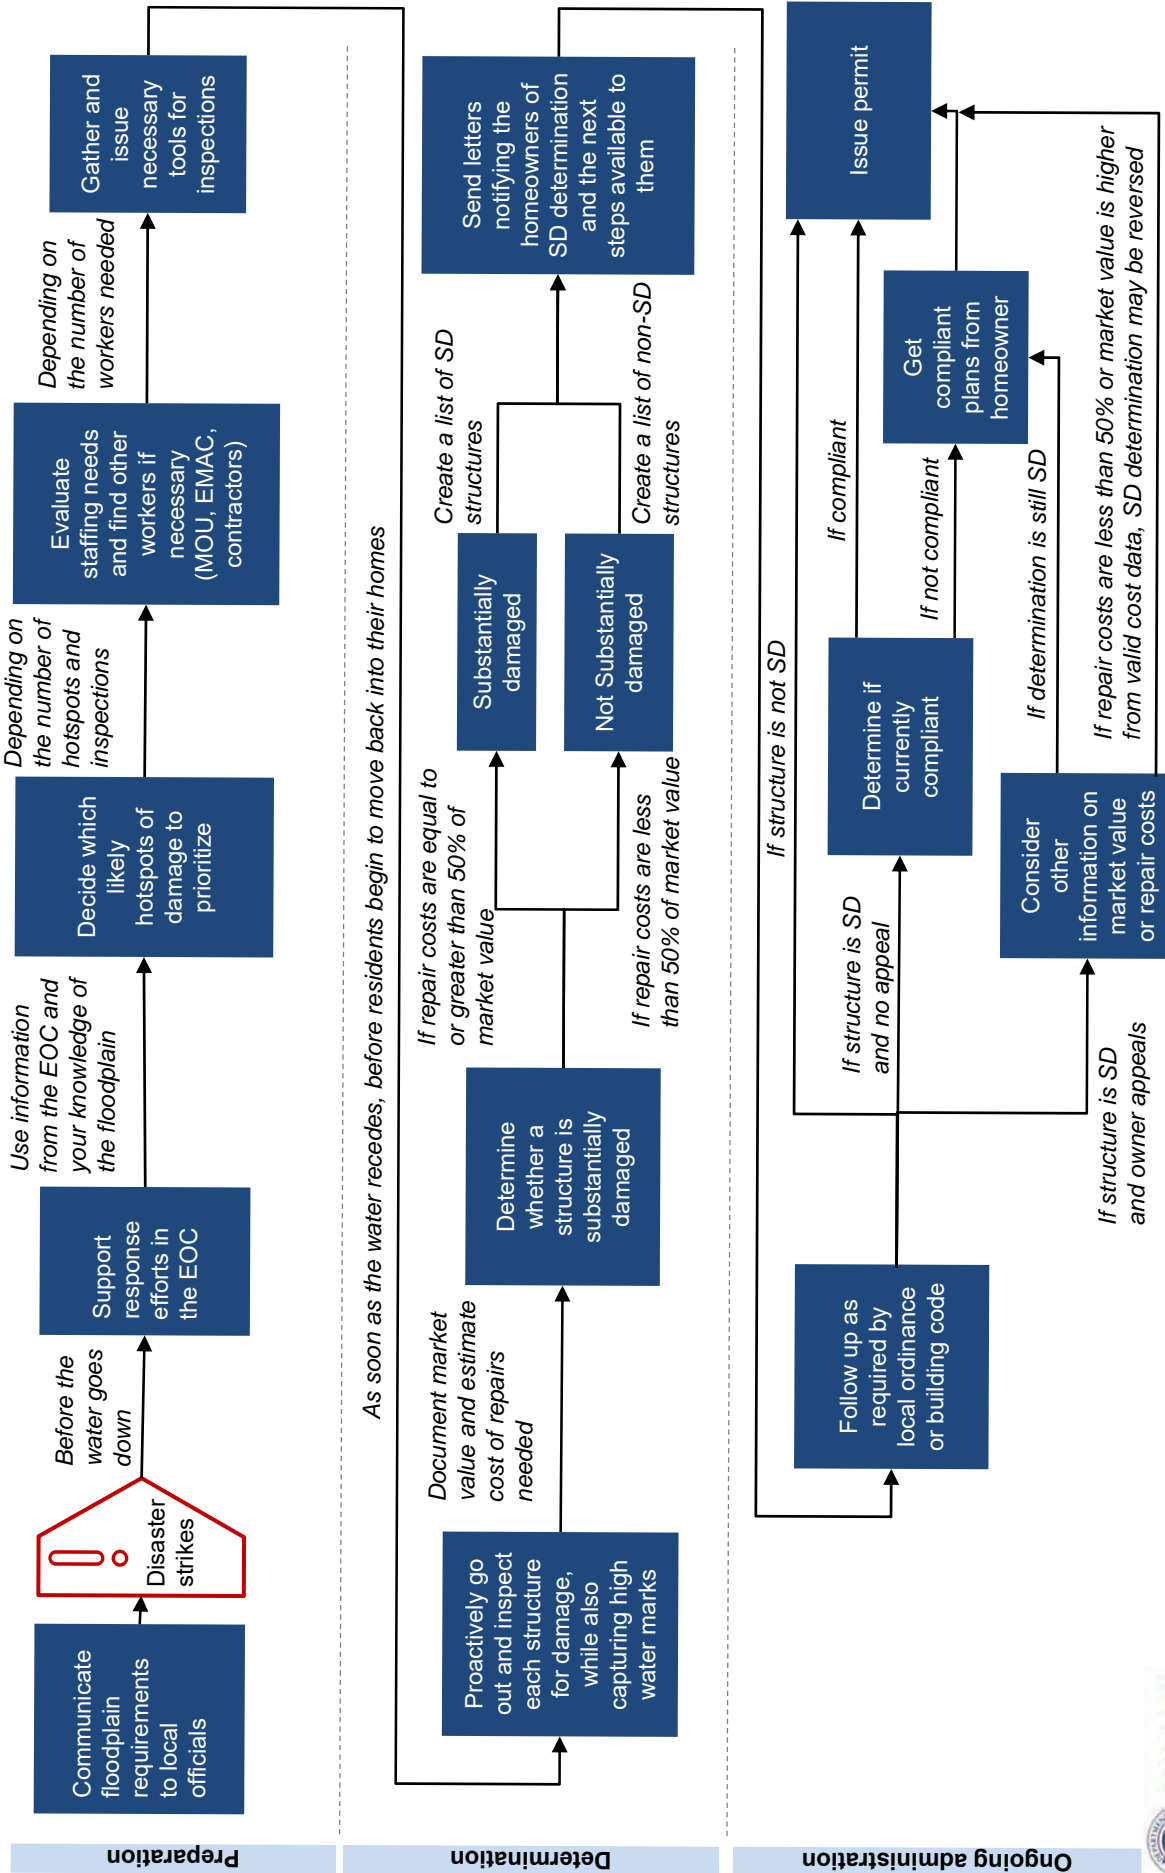 Preparation
Communicate
floodplain
requirements
to local
officials
Disaster
strikes
Before the
water goes
down
Support
response
efforts in
the EOC
Use information
from the EOC and
your knowledge of
the floodplain
Decide which
likely
hotspots of
damage to
prioritize
Depending on
the number of
hotspots and
inspections
Evaluate
staffing needs
and find other
workers if
necessary
(MOU, EMAC,
contractors)
Depending on
the number of
workers needed
Gather and
issue
necessary
tools for
inspections
As soon as the water recedes, before residents begin to move back into their homes
Determination
Proactively go
out and inspect
each structure
for damage,
while also
capturing high
water marks
Document market
value and estimate
cost of repairs
needed
Determine
whether a
structure is
substantially
damaged
If repair costs are equal to
or greater than 50% of
market value
If repair costs are less
than 50% of market value
Substantially
damaged
Not Substantially
damaged
Create a list of SD
structures
Create a list of non-SD
structures
Send letters
notifying the
homeowners of
SD determination
and the next
steps available to
them
Ongoing administration
Follow up as
required by
local ordinance
or building code
If structure is not SD
If structure is SD
and no appeal
If structure is SD
and owner appeals
Determine if
currently
compliant
Consider
other
information on
market value
or repair costs
If compliant
If not compliant
If determination is still SD
If repair costs are less than 50% or market value is higher
from valid cost data, SD determination may be reversed
Get
compliant
plans from
homeowner
Issue permit